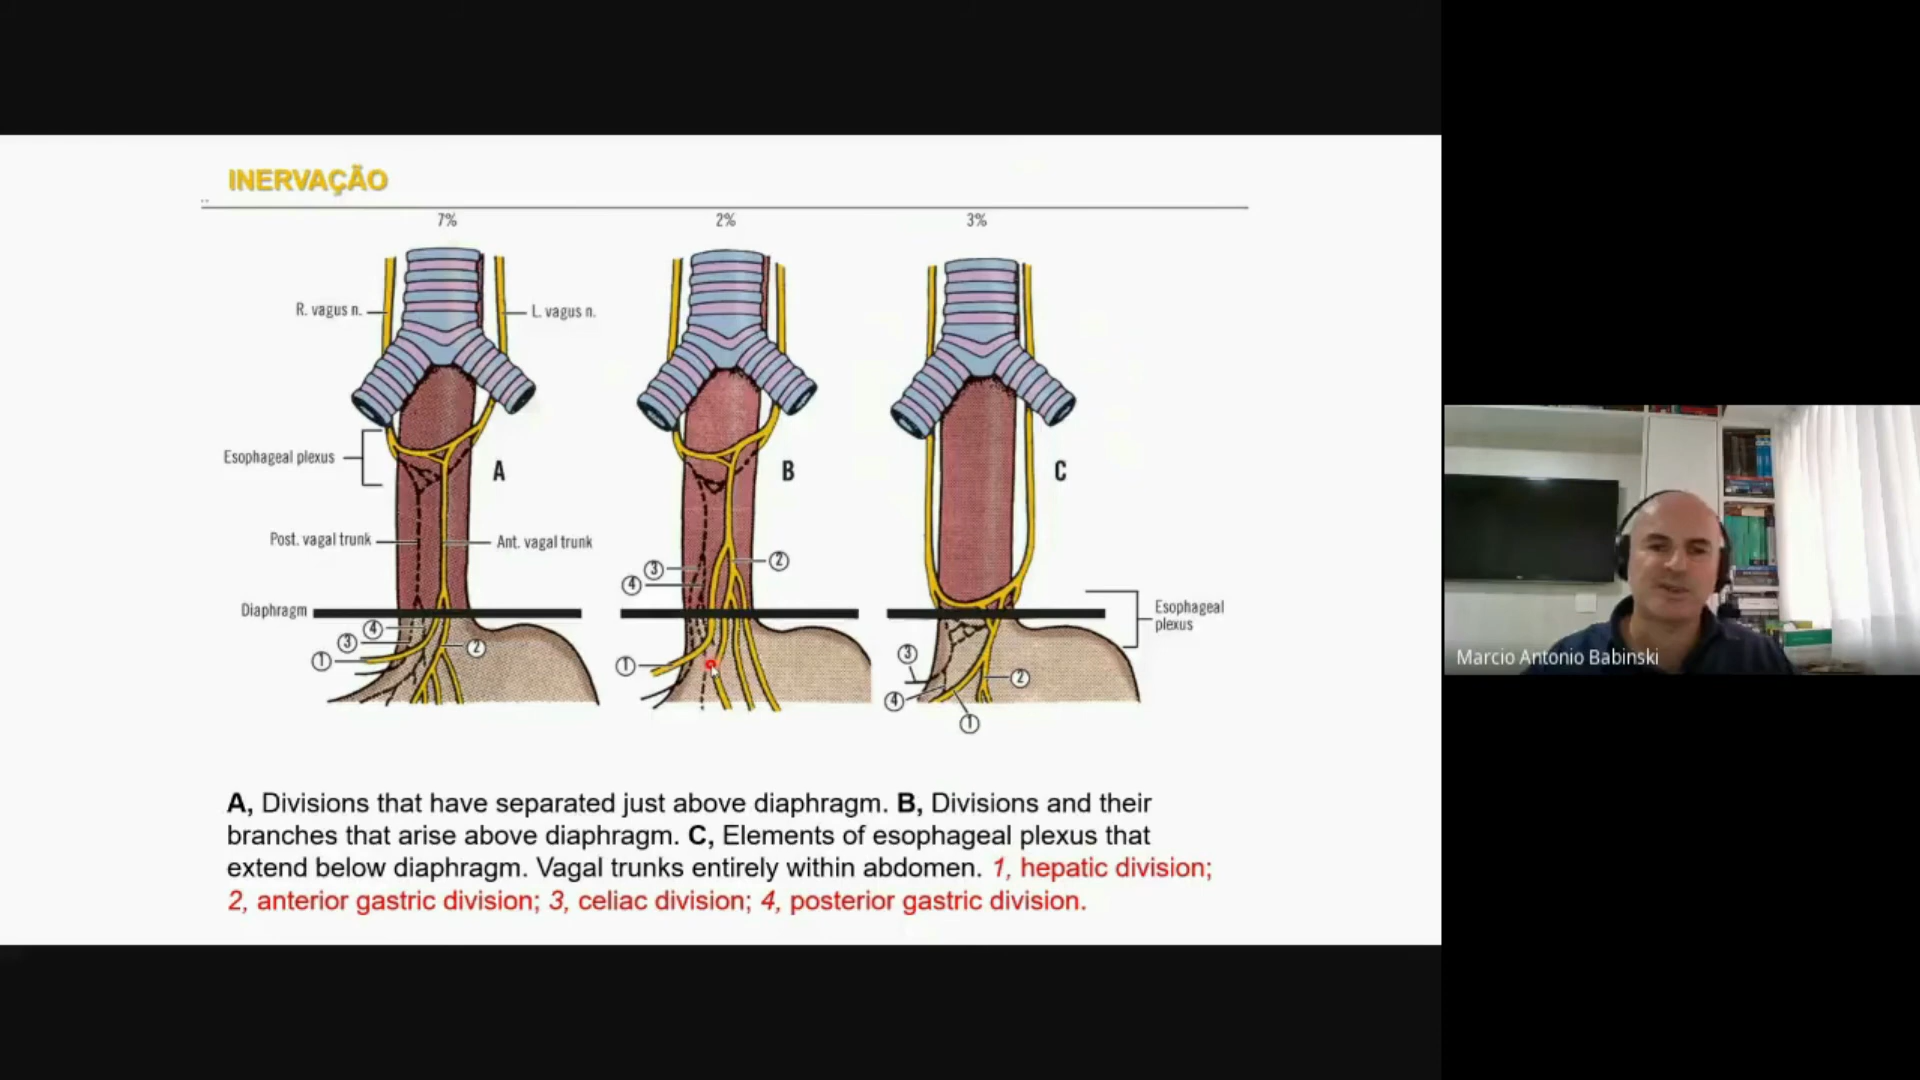 INERVAÇÃO
..
7%
2%
3%
R. vagus n.
L. vagus n.
Esophageal plexus
A
B
C
Post. vagal trunk
Ant. vagal trunk
3
4
2
Diaphragm
4
3
1
2
1
Esophageal
plexus
3
4
2
1
A, Divisions that have separated just above diaphragm. B, Divisions and their
branches that arise above diaphragm. C, Elements of esophageal plexus that
extend below diaphragm. Vagal trunks entirely within abdomen. 1, hepatic division;
2, anterior gastric division; 3, celiac division; 4, posterior gastric division.
Marcio Antonio Babinski